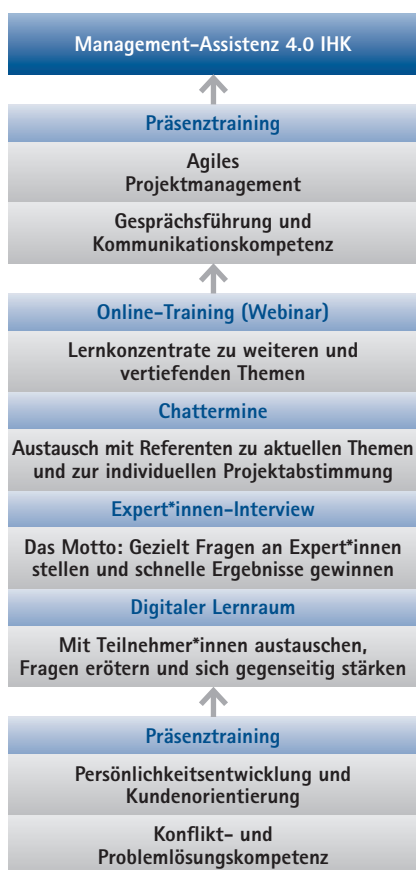 Management-Assistenz 4.0 IHK
Präsenztraining
Agiles
Projektmanagement
Gesprächsführung und
Kommunikationskompetenz
Online-Training (Webinar)
Lernkonzentrate zu weiteren und
vertiefenden Themen
Chattermine
Austausch mit Referenten zu aktuellen Themen
und zur individuellen Projektabstimmung
Expert*innen-Interview
Das Motto: Gezielt Fragen an Expert*innen
stellen und schnelle Ergebnisse gewinnen
Digitaler Lernraum
Mit Teilnehmer*innen austauschen,
Fragen erötern und sich gegenseitig stärken
Präsenztraining
Persönlichkeitsentwicklung und
Kundenorientierung
Konflikt- und
Problemlösungskompetenz